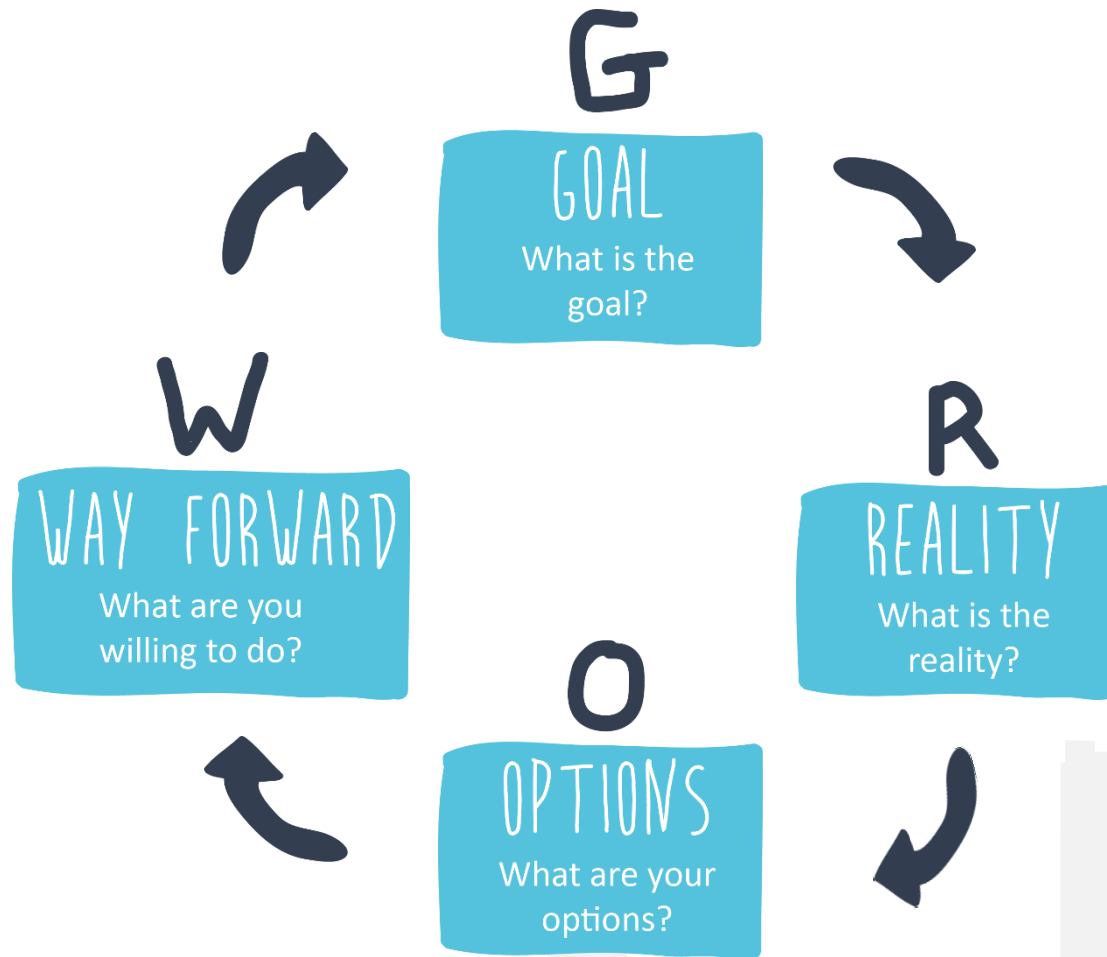 G
GOAL
What is the
goal?
R
REALITY
What is the
reality?
O
OPTIONS
What are your
options?
W
WAY FORWARD
What are you
willing to do?